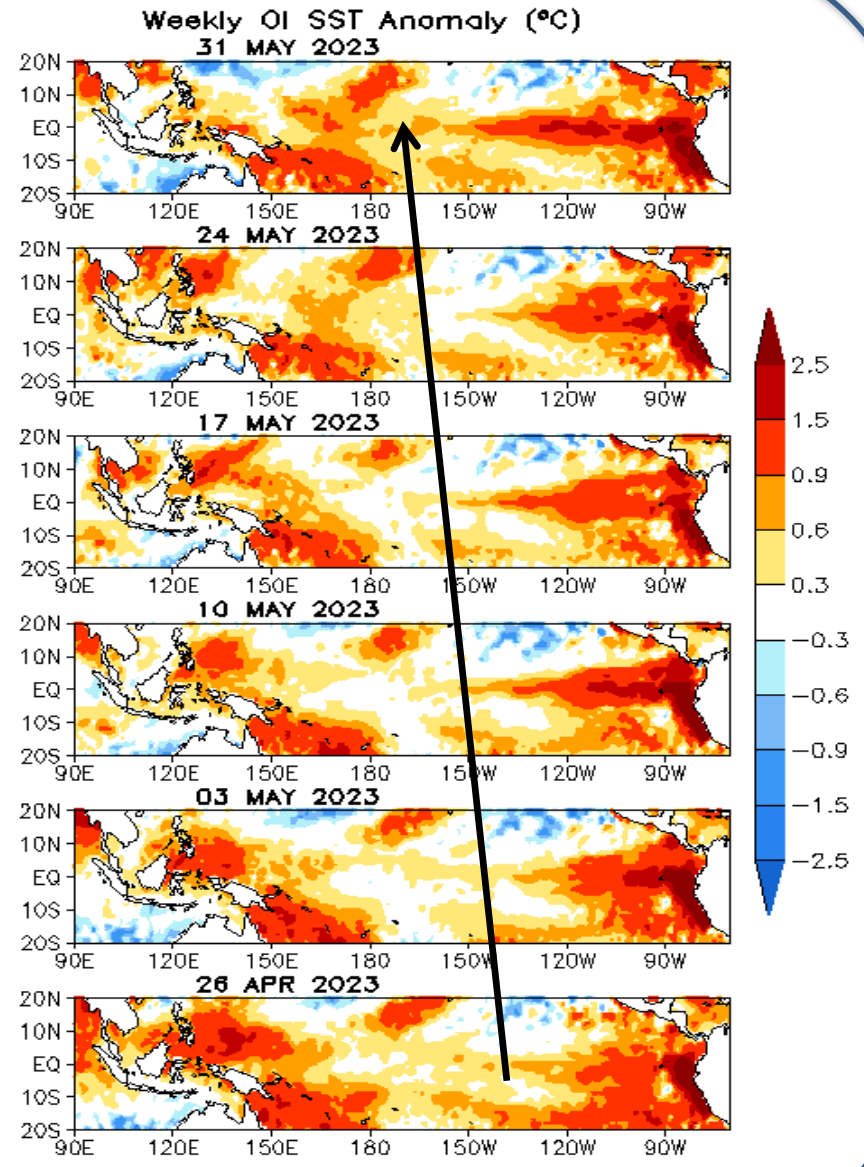 Weekly OI SST Anomaly (°C)
31 MAY 2023
20N
10N
EQ
10S
20S
90E 120E 150E 180 150W 120W 90W
24 MAY 2023
20N
10N
EQ
10S
20S
90E 120E 150E 180 150W 120W 90W
17 MAY 2023
20N
10N
EQ
10S
20S
90E 120E 150E 180 150W 120W 90W
10 MAY 2023
20N
10N
EQ
10S
20S
90E 120E 150E 180 150W 120W 90W
03 MAY 2023
20N
10N
EQ
10S
20S
90E 120E 150E 180 150W 120W 90W
26 APR 2023
20N
10N
EQ
10S
20S
90E 120E 150E 180 150W 120W 90W
2.5
1.5
0.9
0.6
0.3
−0.3
−0.6
−0.9
−1.5
−2.5